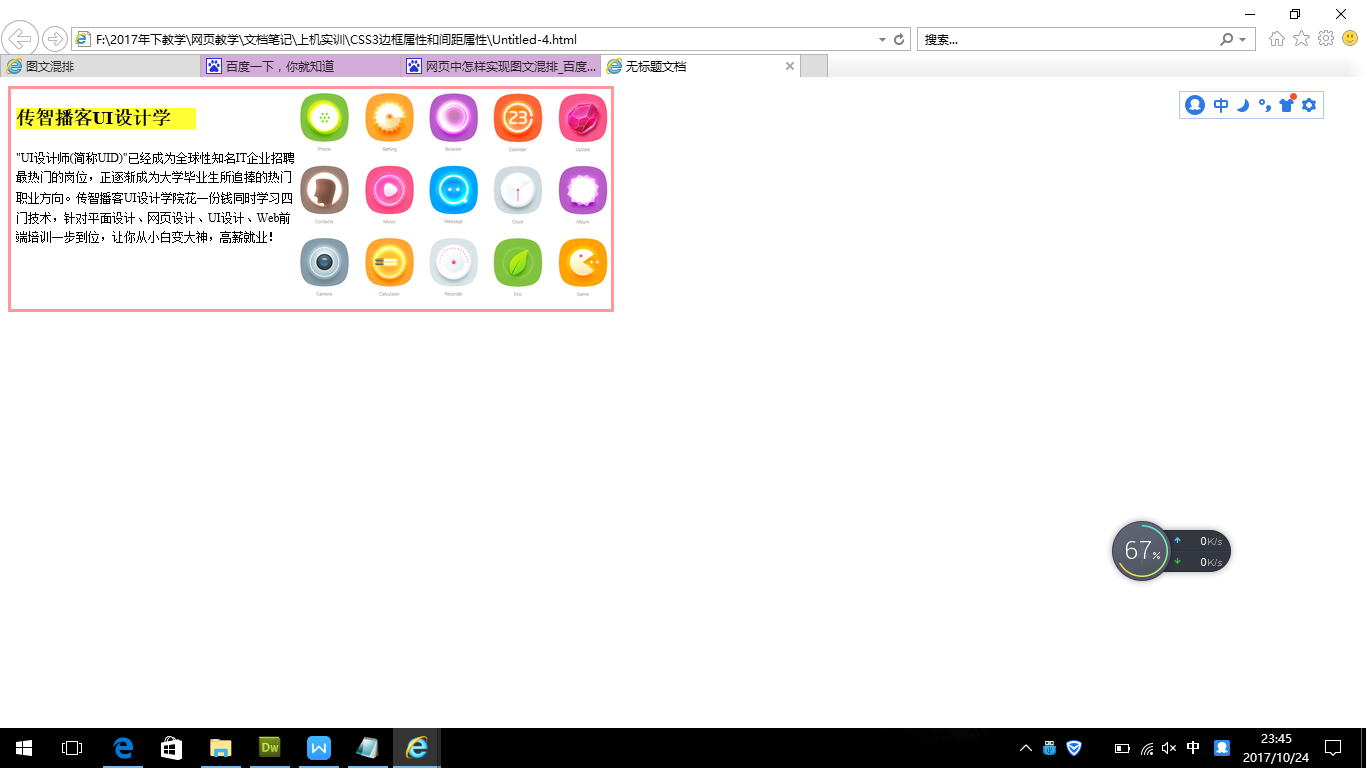 F:\2017年下教学\网页教学\文档笔记\上机实训\CSS3边框属性和间距属性\Untitled-4.html
搜索...
图文混排
百度一下，你就知道
网页中怎样实现图文混排_百度...
无标题文档
中
传智播客UI设计学
"UI设计师(简称UID)"已经成为全球性知名IT企业招聘
最热门的岗位，正逐渐成为大学毕业生所追捧的热门
职业方向。传智播客UI设计学院花一份钱同时学习四
门技术，针对平面设计、网页设计、UI设计、Web前
端培训一步到位，让你从小白变大神，高薪就业！
23
Phone
Setting
Browser
Calendar
Update
Contacts
Music
Message
Clock
Album
Camera
Calculator
Recorder
Eco
Game
67%
0K/s
0K/s
Dw
W
中
23:45
2017/10/24